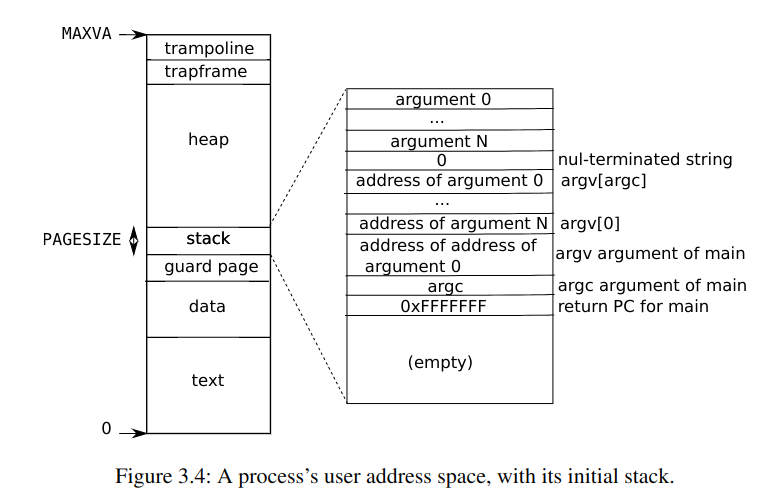 MAXVA
trampoline
trapframe
heap
PAGESIZE
stack
guard page
data
text
0
argument 0
...
argument N
0 nul-terminated string
address of argument 0 argv[argc]
...
address of argument N argv[0]
address of address of
argument 0
argv argument of main
argc argc argument of main
0xFFFFFFF return PC for main
(empty)
Figure 3.4: A process's user address space, with its initial stack.